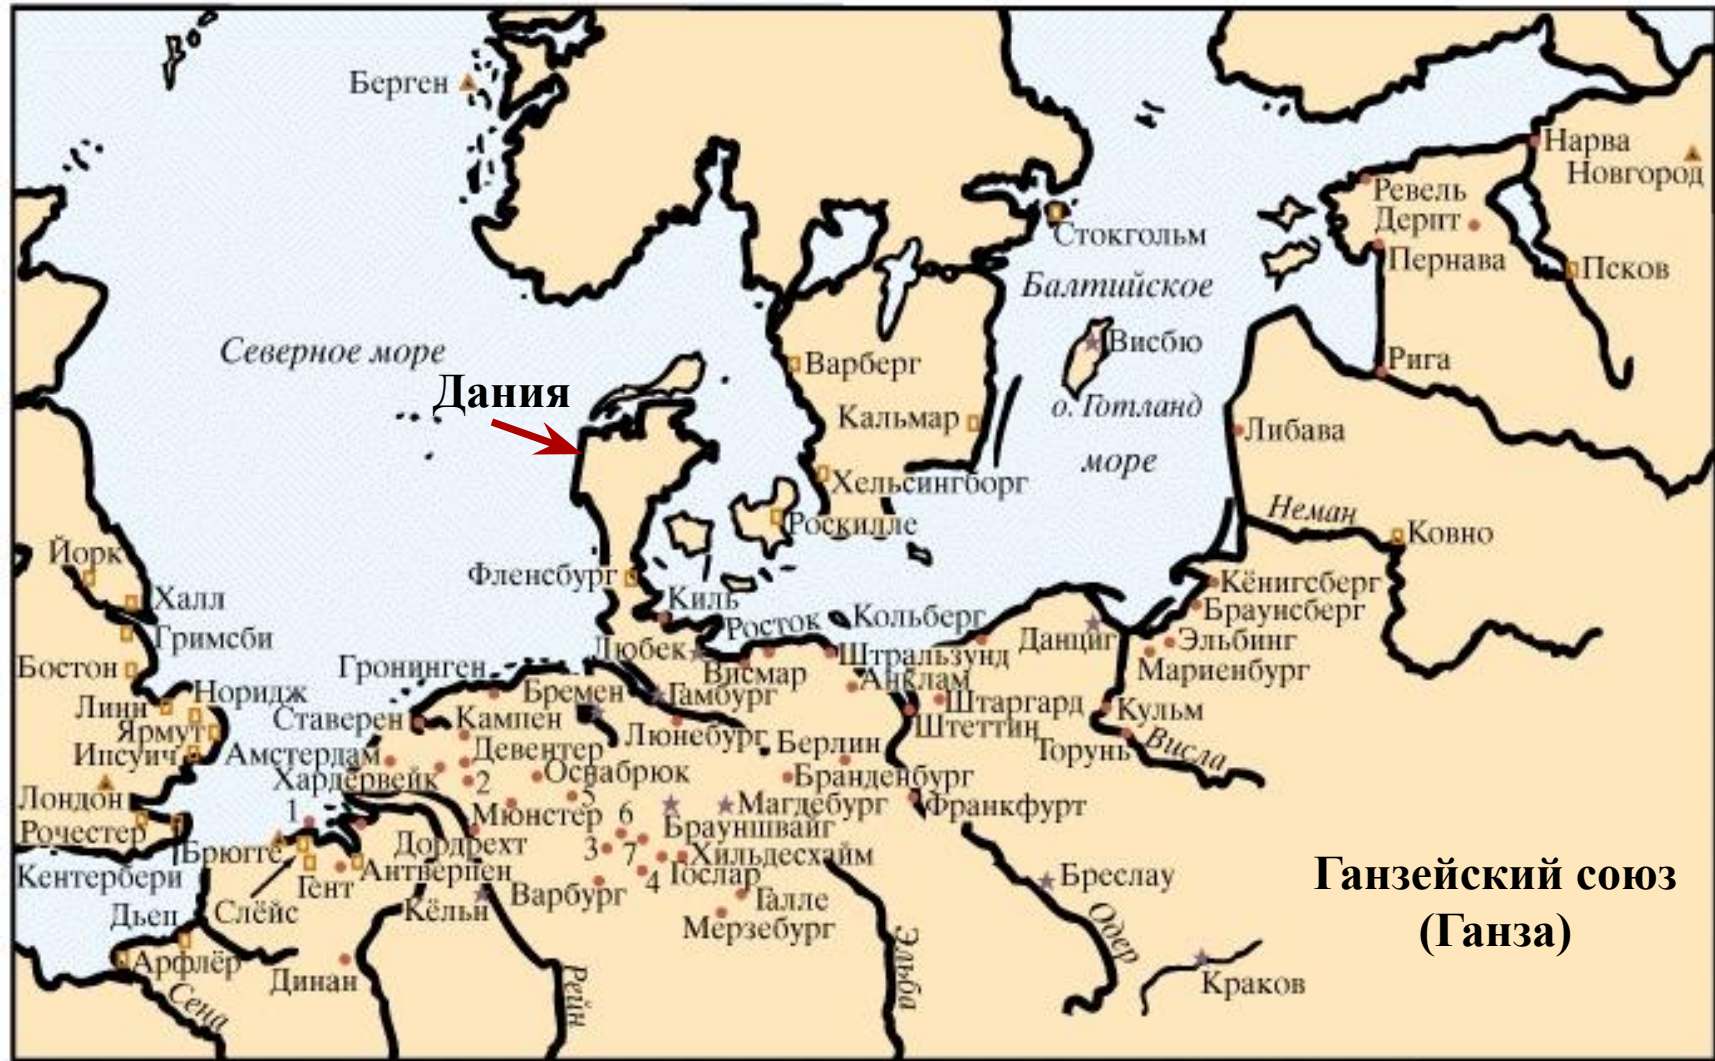 Берген
Нарва
Новгород
Ревель
Дерпт
Стокгольм
Пернава
Псков
Балтийское
Северное море
Висбю
Варберг
Рига
Дания
о. Готланд
Кальмар
Либава
море
Хельсингборг
Неман
Роскилле
Ковно
Йорк
Фленсбург
Кёнигсберг
Халл
Киль
Браунсберг
Гримсби
Росток
Кольберг
Данциг
Эльбинг
Любек
Штральзунд
Мариенбург
Бостон
Гронинген
Висмар
Анклам
Норидж
Бремен
Гамбург
Штаргард
Линн
Ставерен
Кампен
Штеттин
Кульм
Ярмут
Люнебург
Берлин
Торунь
Висла
Ипсуич
Амстердам
Девентер
Хардервейк
2
Оснабрюк
Бранденбург
Лондон
1
Мюнстер
5
6
Магдебург
Франкфурт
Рочестер
Брауншвайг
Брюгге
Дордрехт
3
7
Хильдесхайм
Кентербери
Гент
Антверпен
4
Гослар
Бреслау
Ганзейский союз
(Ганза)
Дьеп
Слёйс
Кёльн
Варбург
Галле
Мерзебург
Одер
Арфлёр
Эльба
Динан
Рейн
Краков
Сена